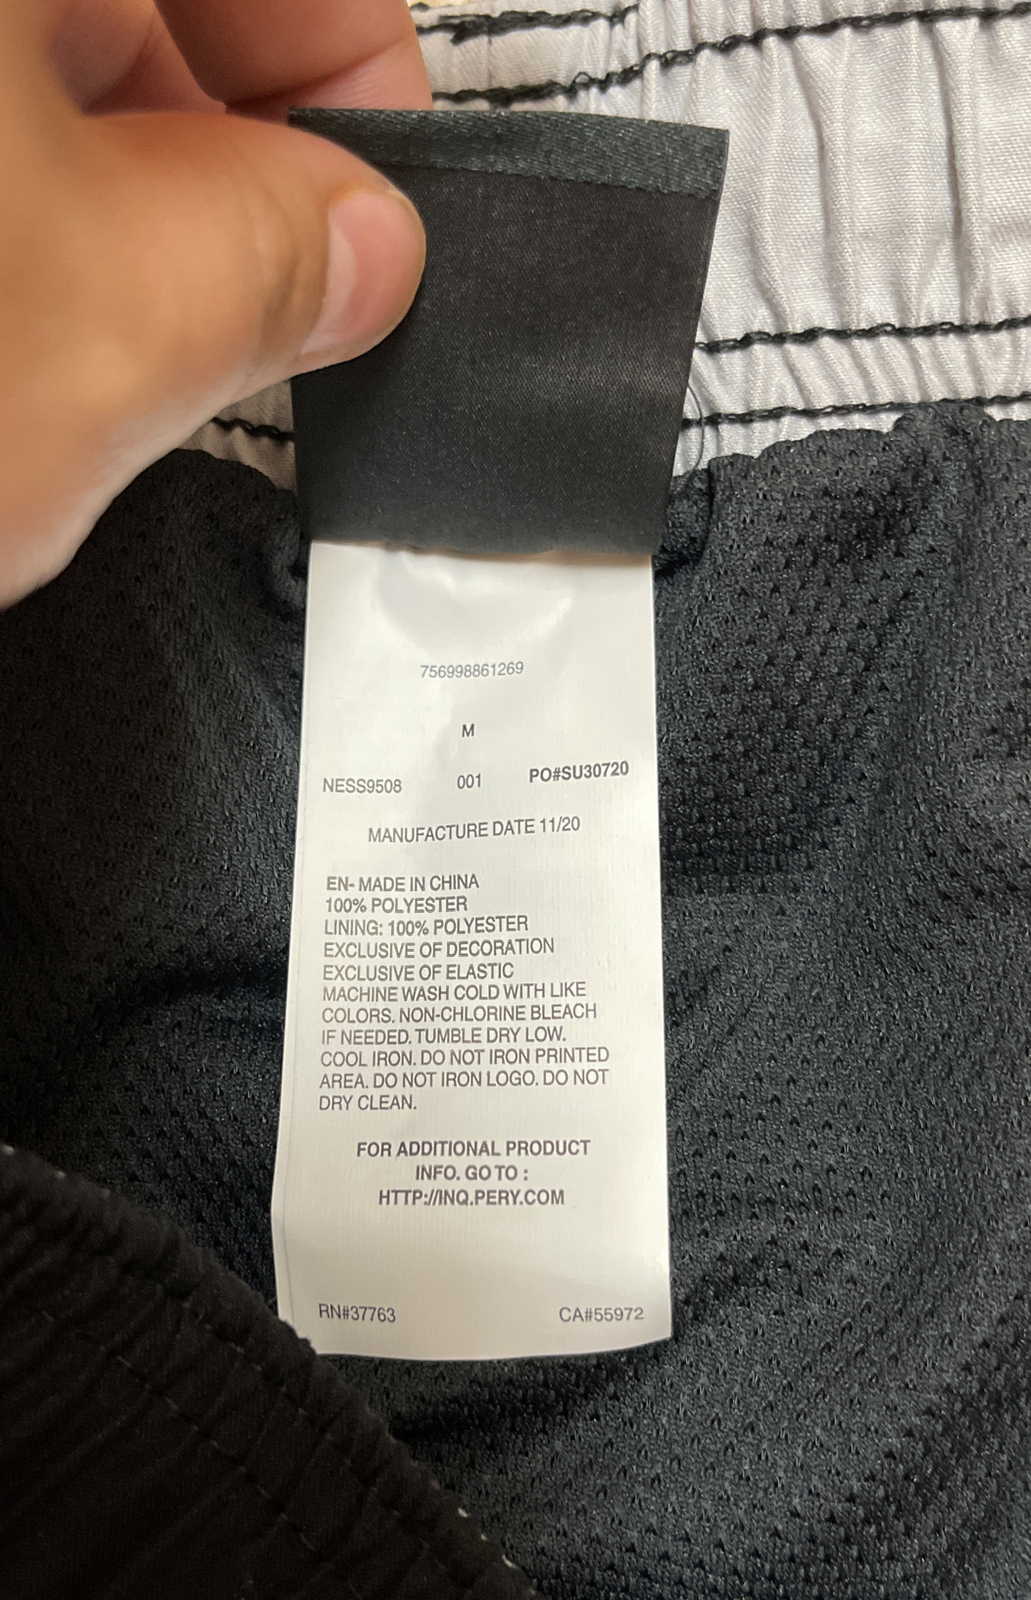 756998861269
M
NESS9508 001 PO#SU30720
MANUFACTURE DATE 11/20
EN- MADE IN CHINA
100% POLYESTER
LINING: 100% POLYESTER
EXCLUSIVE OF DECORATION
EXCLUSIVE OF ELASTIC
MACHINE WASH COLD WITH LIKE
COLORS. NON-CHLORINE BLEACH
IF NEEDED. TUMBLE DRY LOW.
COOL IRON. DO NOT IRON PRINTED
AREA. DO NOT IRON LOGO. DO NOT
DRY CLEAN.
FOR ADDITIONAL PRODUCT
INFO. GO TO :
HTTP://INQ.PERY.COM
RN#37763 CA#55972